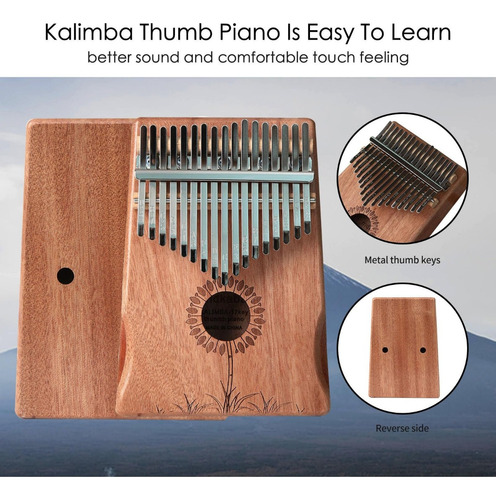 Kalimba Thumb Piano Is Easy To Learn
better sound and comfortable touch feeling
Metal thumb keys
Reverse side